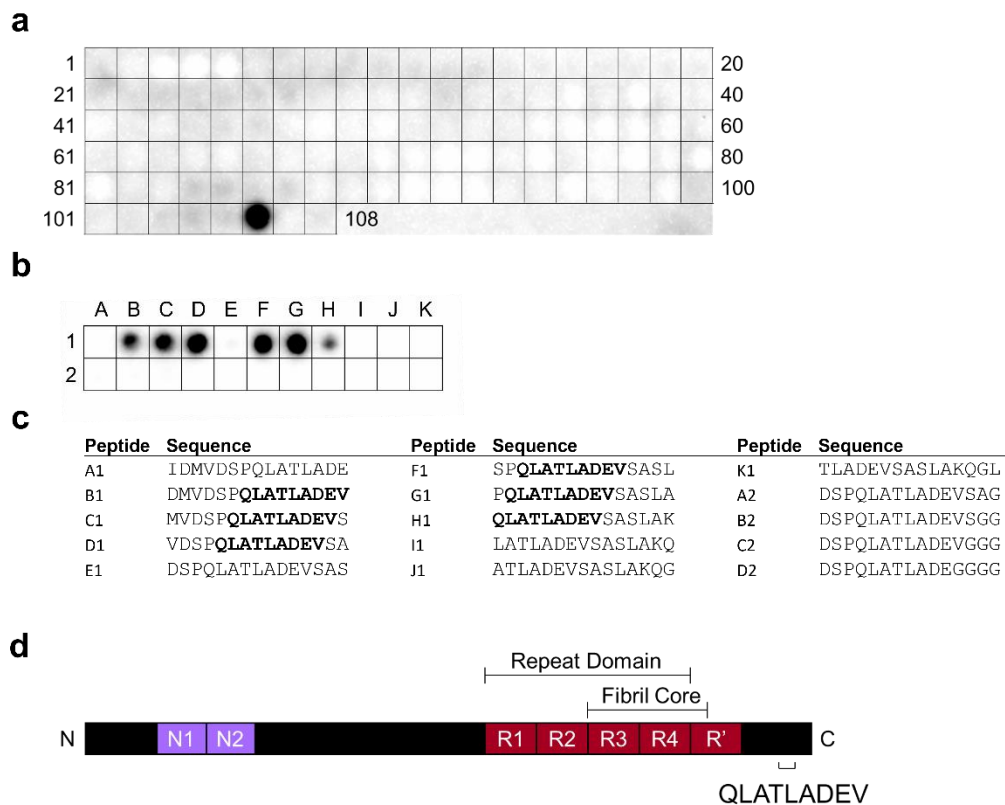 a
1 20
21 40
41 60
61 80
81 100
101 108
b
A B C D E F G H I J K
1
2
c
Peptide Sequence Peptide Sequence Peptide Sequence
A1 IDMVDSPQLATLADE F1 SPQLATLADEVSASL K1 TLADEVSASLAKQGL
B1 DMVDSPQLATLADEV G1 PQLATLADEVSASLA A2 DSPQLATLADEVSAG
C1 MVDSPQLATLADEVS H1 QLATLADEVSASLAK B2 DSPQLATLADEVSGG
D1 VDSPQLATLADEVSA I1 LATLADEVSASLAKQ C2 DSPQLATLADEVGGG
E1 DSPQLATLADEVSAS J1 ATLADEVSASLAKQG D2 DSPQLATLADEGGGG
d
Repeat Domain
Fibril Core
N N1 N2 R1 R2 R3 R4 R' C
QLATLADEV